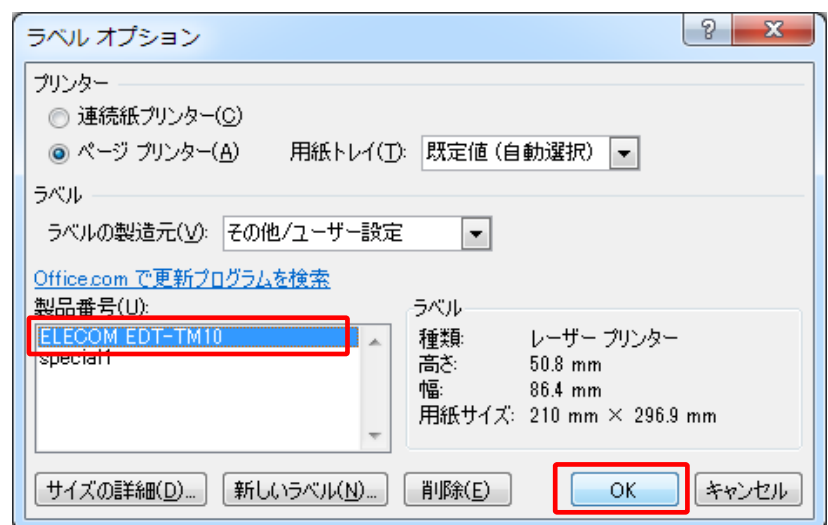 ラベル オプション
プリンター
連続紙プリンター(C)
ページ プリンター(A) 用紙トレイ(T): 既定値 (自動選択)
ラベル
ラベルの製造元(V): その他/ユーザー設定
Office.com で更新プログラムを検索
製品番号(U):
ELECOM EDT-TM10
special1
ラベル
種類: レーザー プリンター
高さ: 50.8 mm
幅: 86.4 mm
用紙サイズ: 210 mm × 296.9 mm
サイズの詳細(D)... 新しいラベル(N)... 削除(E) OK キャンセル